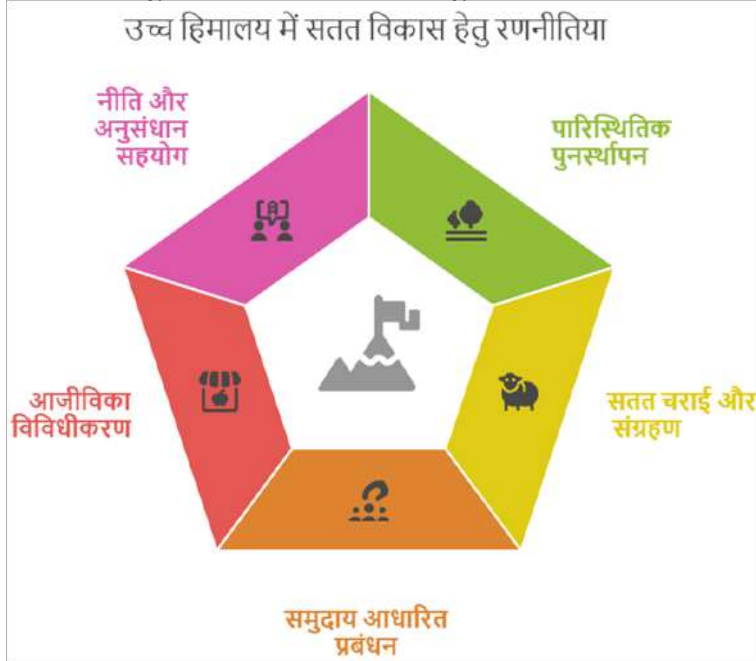 उच्च हिमालय में सतत विकास हेतु रणनीतिया
नीति और
अनुसंधान
सहयोग
पारिस्थितिक
पुनर्स्थापन
आजीविका
विविधीकरण
सतत चराई और
संग्रहण
समुदाय आधारित
प्रबंधन